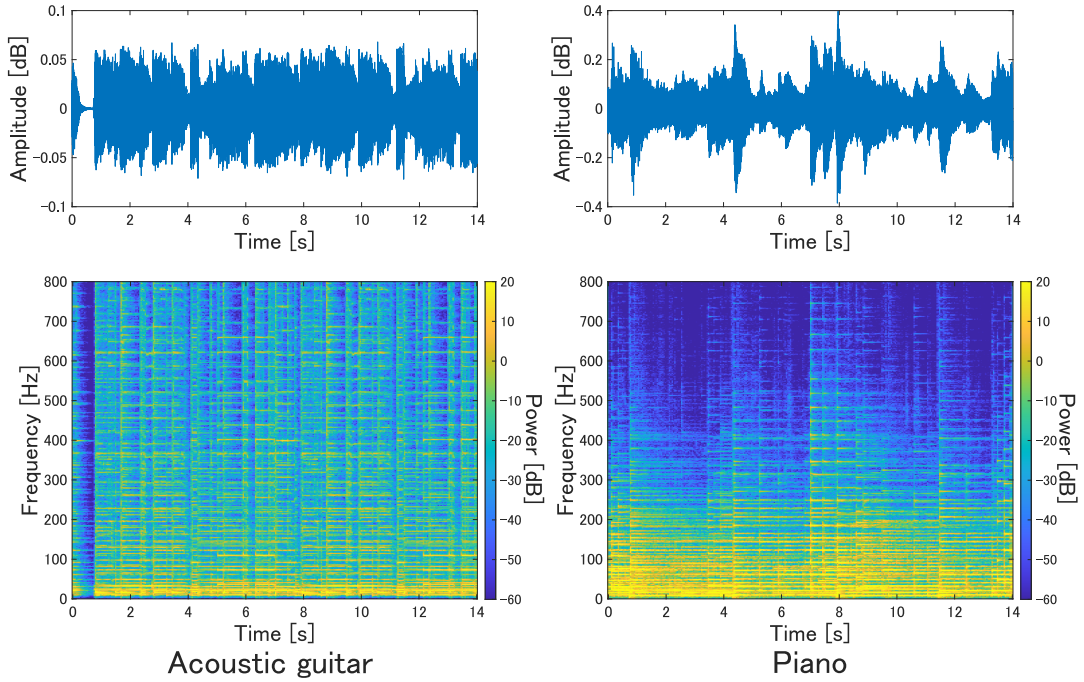 Amplitude [dB]
0.1
0.05
0
−0.05
−0.1
0 2 4 6 8 10 12 14
Time [s]
Amplitude [dB]
0.4
0.2
0
−0.2
−0.4
0 2 4 6 8 10 12 14
Time [s]
Frequency [Hz]
800
700
600
500
400
300
200
100
0
0 2 4 6 8 10 12 14
Time [s]
20
10
0
−10
−20
−30
−40
−50
−60
Power [dB]
Frequency [Hz]
800
700
600
500
400
300
200
100
0
0 2 4 6 8 10 12 14
Time [s]
20
10
0
−10
−20
−30
−40
−50
−60
Power [dB]
Acoustic guitar
Piano